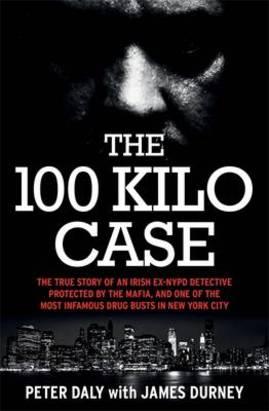 THE
100 KILO
CASE
THE TRUE STORY OF AN IRISH EX-NYPD DETECTIVE
PROTECTED BY THE MAFIA, AND ONE OF THE
MOST INFAMOUS DRUG BUSTS IN NEW YORK CITY
PETER DALY with JAMES DURNEY